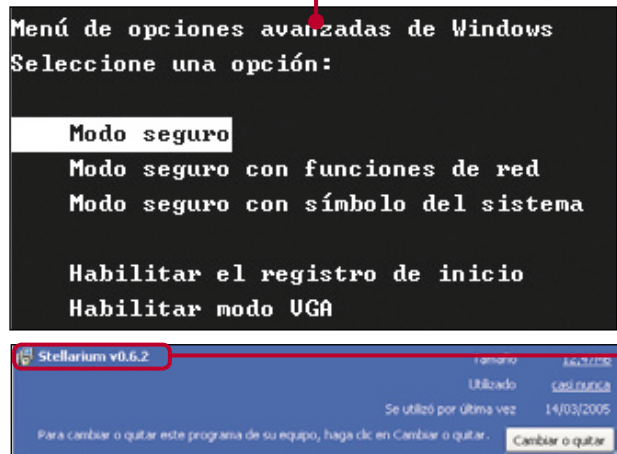 Menú de opciones avanzadas de Windows
Seleccione una opción:
Modo seguro
Modo seguro con funciones de red
Modo seguro con símbolo del sistema
Habilitar el registro de inicio
Habilitar modo VGA
Stellarium v0.6.2
Tamaño 12,47MB
Utilizado casi nunca
Se utilizó por última vez 14/03/2005
Para cambiar o quitar este programa de su equipo, haga clic en Cambiar o quitar. Cambiar o quitar